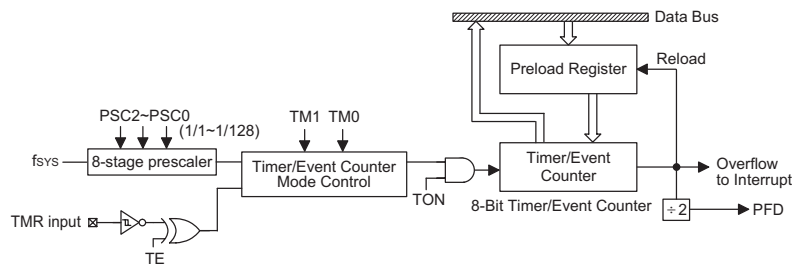 Data Bus
Preload Register
Reload
PSC2~PSC0
(1/1~1/128)
TM1 TM0
fSYS
8-stage prescaler
Timer/Event Counter
Mode Control
TON
Timer/Event
Counter
8-Bit Timer/Event Counter
Overflow
to Interrupt
÷2
PFD
TMR input
TE